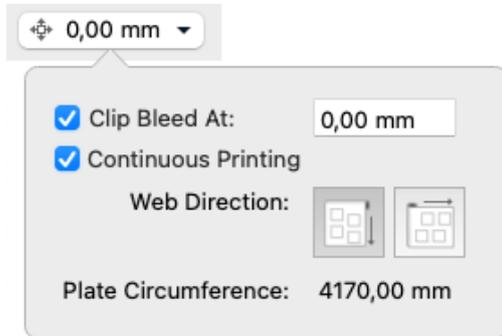 0,00 mm
Clip Bleed At: 0,00 mm
Continuous Printing
Web Direction:
Plate Circumference: 4170,00 mm